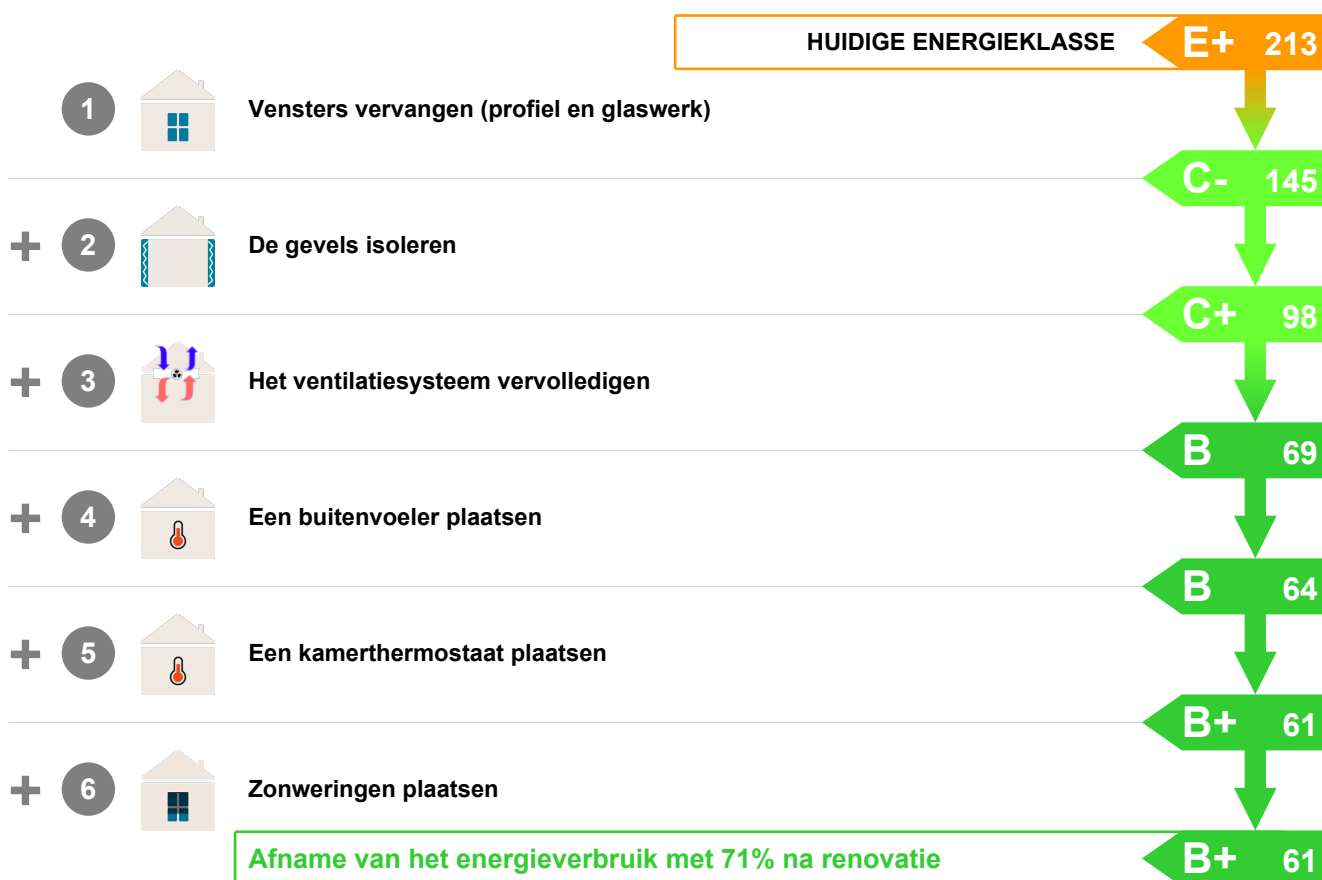 HUIDIGE ENERGIEKLASSE E+ 213
1 Vensters vervangen (profiel en glaswerk)
C- 145
+ 2 De gevels isoleren
C+ 98
+ 3 Het ventilatiesysteem vervolledigen
B 69
+ 4 Een buitenvoeler plaatsen
B 64
+ 5 Een kamerthermostaat plaatsen
B+ 61
+ 6 Zonweringen plaatsen
Afname van het energieverbruik met 71% na renovatie B+ 61